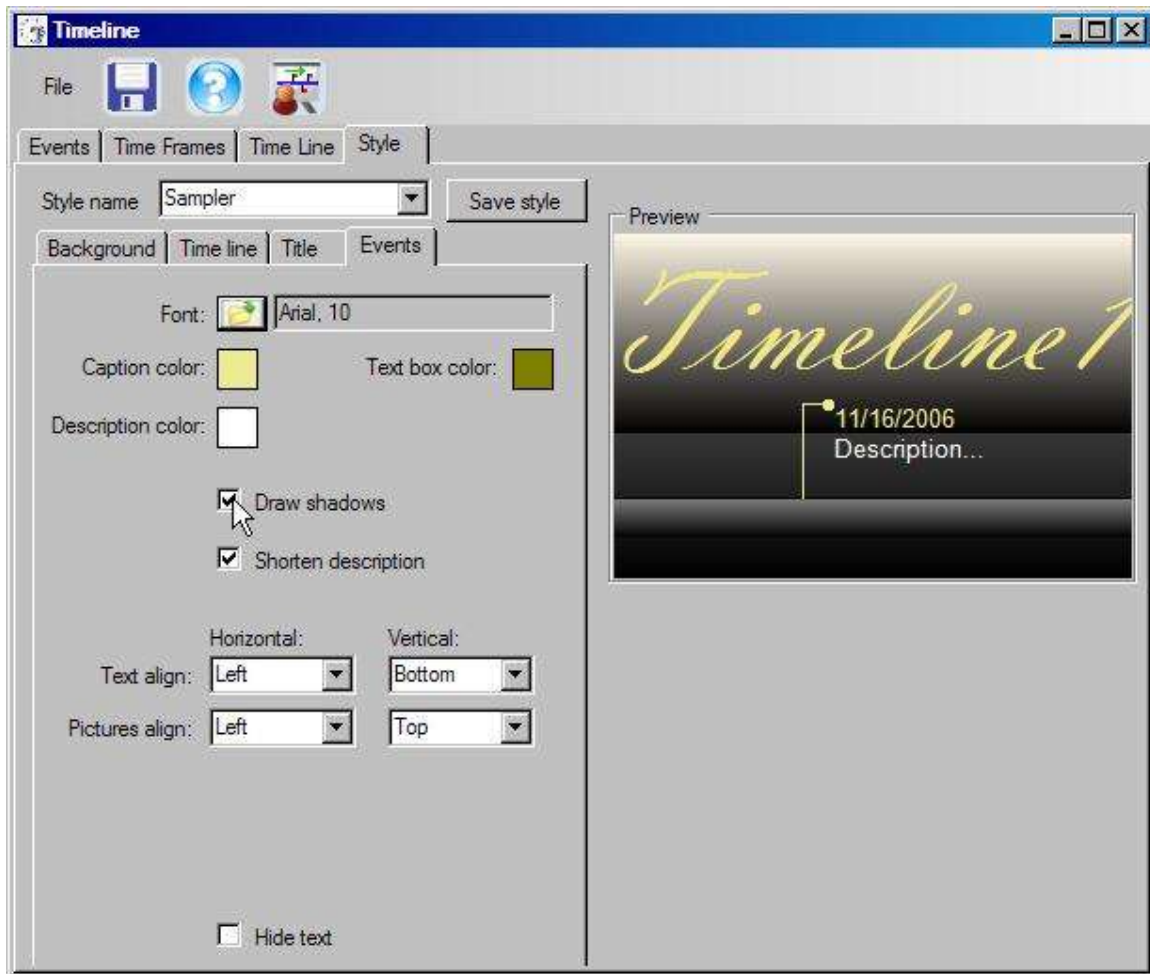 Timeline
File
Events Time Frames Time Line Style
Style name Sampler Save style
Background Time line Title Events
Font: Arial, 10
Caption color: Text box color:
Description color:
Draw shadows
Shorten description
Horizontal: Vertical:
Text align: Left Bottom
Pictures align: Left Top
Hide text
Preview
Timeline1
11/16/2006
Description...